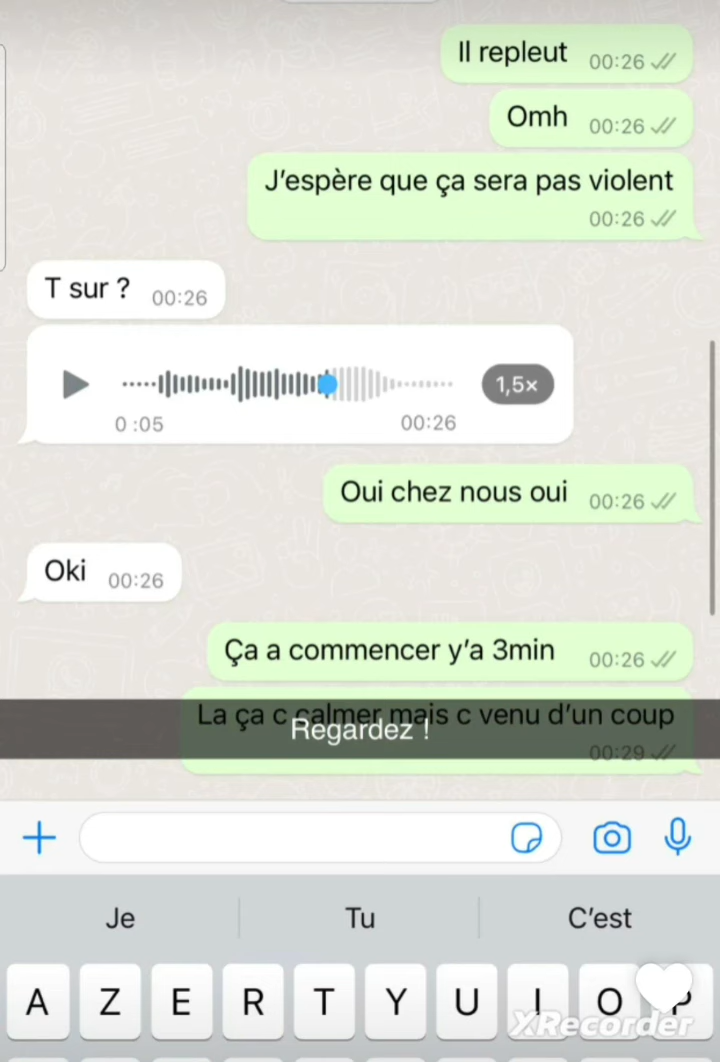 Il repleut 00:26
Omh 00:26
J'espère que ça sera pas violent
00:26
T sur ? 00:26
1,5×
0 :05 00:26
Oui chez nous oui 00:26
Oki 00:26
Ça a commencer y'a 3min 00:26
La ça c calmer mais c venu d'un coup
Regardez !
00:29
Je Tu C'est
A Z E R T Y U I O P
XRecorder